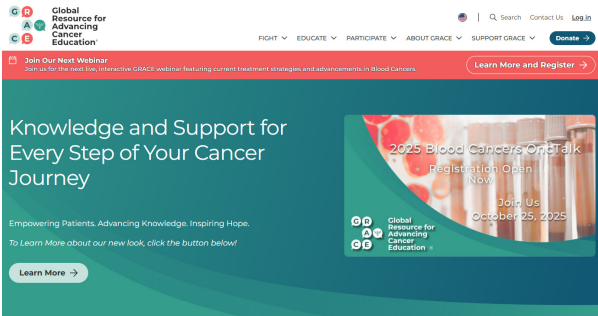 G R
A
C E
Global
Resource for
Advancing
Cancer
Education
Search
Contact Us
Log in
FIGHT
EDUCATE
PARTICIPATE
ABOUT GRACE
SUPPORT GRACE
Donate →
Join Our Next Webinar
Join us for the next live, interactive GRACE webinar featuring current treatment strategies and advancements in Blood Cancers.
Learn More and Register →
Knowledge and Support for
Every Step of Your Cancer
Journey
Empowering Patients. Advancing Knowledge. Inspiring Hope.
To Learn More about our new look, click the button below!
Learn More →
2025 Blood Cancers OncTalk
Registration Open
Now
Join Us
October 25, 2025
G R
A
C E
Global
Resource for
Advancing
Cancer
Education